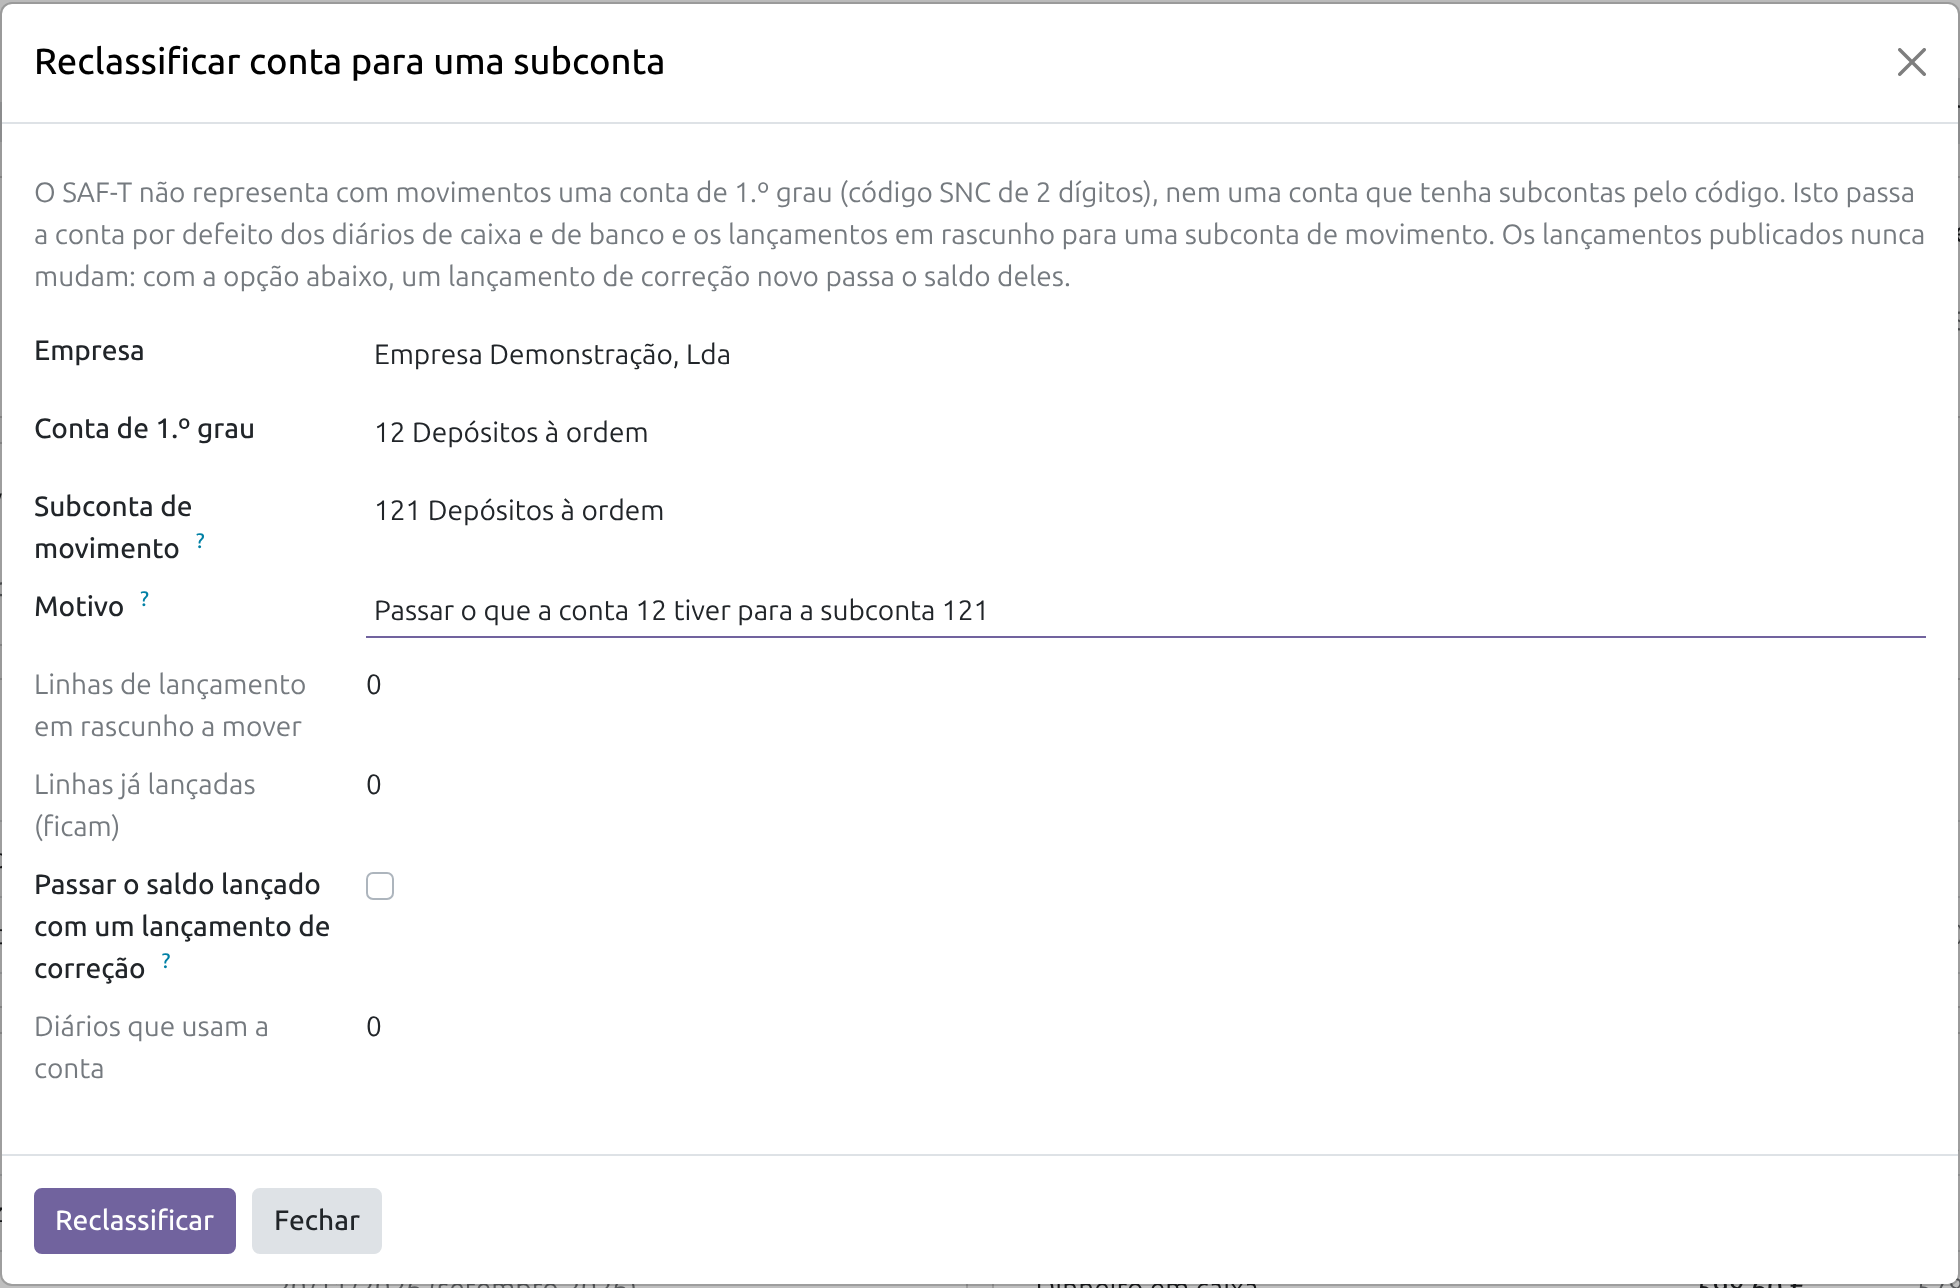 Reclassificar conta para uma subconta
O SAF-T não representa com movimentos uma conta de 1.º grau (código SNC de 2 dígitos), nem uma conta que tenha subcontas pelo código. Isto passa
a conta por defeito dos diários de caixa e de banco e os lançamentos em rascunho para uma subconta de movimento. Os lançamentos publicados nunca
mudam: com a opção abaixo, um lançamento de correção novo passa o saldo deles.
Empresa
Empresa Demonstração, Lda
Conta de 1.º grau
12 Depósitos à ordem
Subconta de
movimento ?
121 Depósitos à ordem
Motivo ?
Passar o que a conta 12 tiver para a subconta 121
Linhas de lançamento
em rascunho a mover
0
Linhas já lançadas
(ficam)
0
Passar o saldo lançado
com um lançamento de
correção ?
Diários que usam a
conta
0
Reclassificar
Fechar